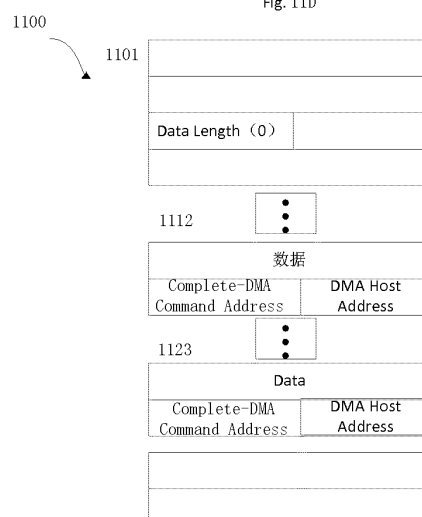 Fig. 11D
1100
1101
Data Length（0）
1112
数据
Complete-DMA
Command Address
DMA Host
Address
1123
Data
Complete-DMA
Command Address
DMA Host
Address